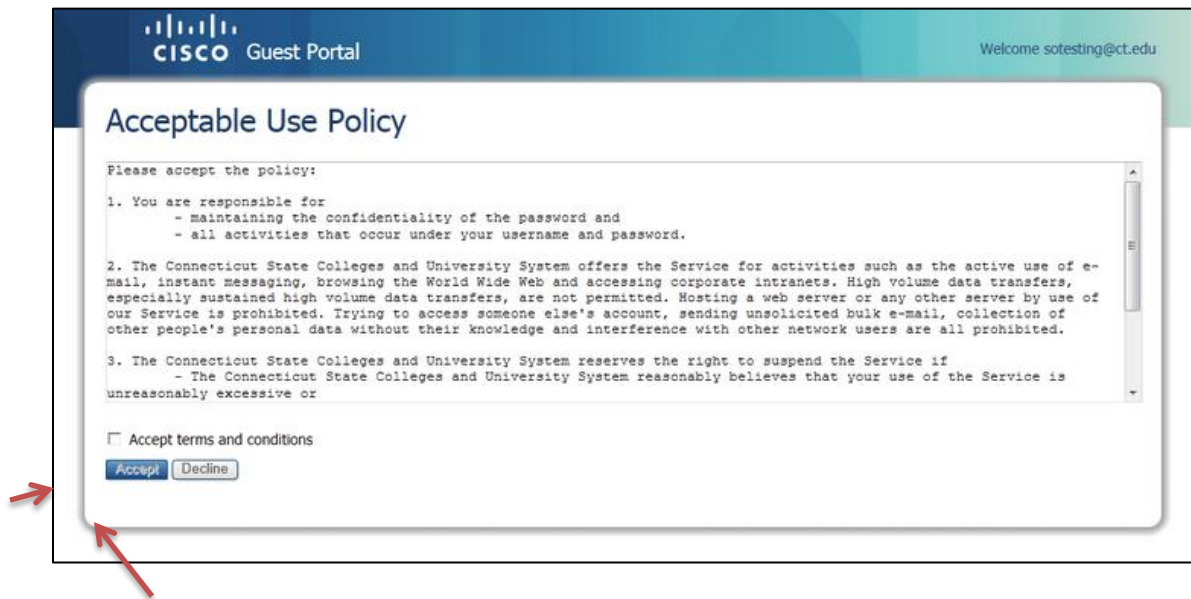 CISCO Guest Portal
Welcome sotesting@ct.edu
Acceptable Use Policy
Please accept the policy:
1. You are responsible for
- maintaining the confidentiality of the password and
- all activities that occur under your username and password.
2. The Connecticut State Colleges and University System offers the Service for activities such as the active use of e-
mail, instant messaging, browsing the World Wide Web and accessing corporate intranets. High volume data transfers,
especially sustained high volume data transfers, are not permitted. Hosting a web server or any other server by use of
our Service is prohibited. Trying to access someone else's account, sending unsolicited bulk e-mail, collection of
other people's personal data without their knowledge and interference with other network users are all prohibited.
3. The Connecticut State Colleges and University System reserves the right to suspend the Service if
- The Connecticut State Colleges and University System reasonably believes that your use of the Service is
unreasonably excessive or
Accept terms and conditions
Accept Decline